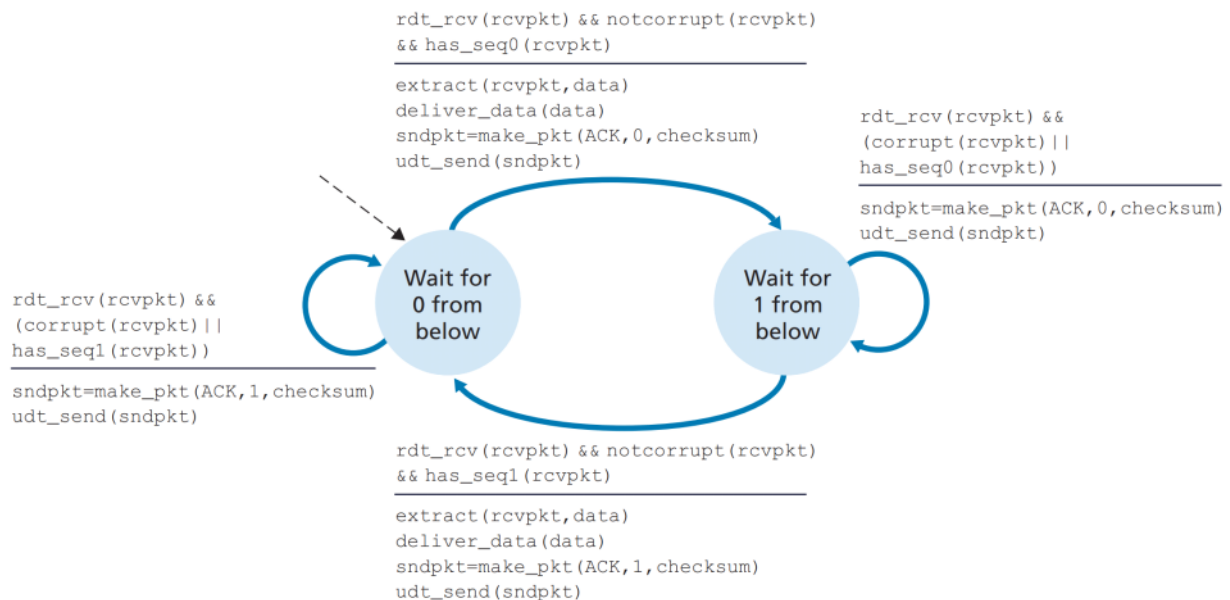 rdt_rcv(rcvpkt) && notcorrupt(rcvpkt)
&& has_seq0(rcvpkt)
extract(rcvpkt,data)
deliver_data(data)
sndpkt=make_pkt(ACK,0,checksum)
udt_send(sndpkt)
rdt_rcv(rcvpkt) &&
(corrupt(rcvpkt)||
has_seq0(rcvpkt))
sndpkt=make_pkt(ACK,0,checksum)
udt_send(sndpkt)
Wait for
0 from
below
Wait for
1 from
below
rdt_rcv(rcvpkt) &&
(corrupt(rcvpkt)||
has_seq1(rcvpkt))
sndpkt=make_pkt(ACK,1,checksum)
udt_send(sndpkt)
rdt_rcv(rcvpkt) && notcorrupt(rcvpkt)
&& has_seq1(rcvpkt)
extract(rcvpkt,data)
deliver_data(data)
sndpkt=make_pkt(ACK,1,checksum)
udt_send(sndpkt)